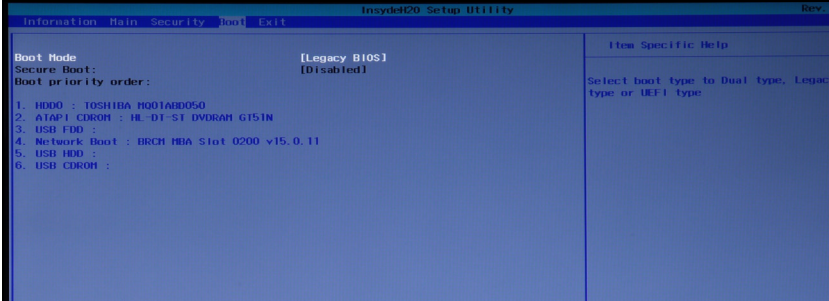 InsydeH20 Setup Utility Rev.
Information Main Security Boot Exit
Item Specific Help
Boot Mode [Legacy BIOS]
Secure Boot: [Disabled]
Boot priority order:
Select boot type to Dual type, Legac
type or UEFI type
1. HDD0 : TOSHIBA MQ01ABD050
2. ATAPI CDROM : HL-DT-ST DVDRAM GT51N
3. USB FDD :
4. Network Boot : BRCM MBA Slot 0200 v15.0.11
5. USB HDD :
6. USB CDROM :